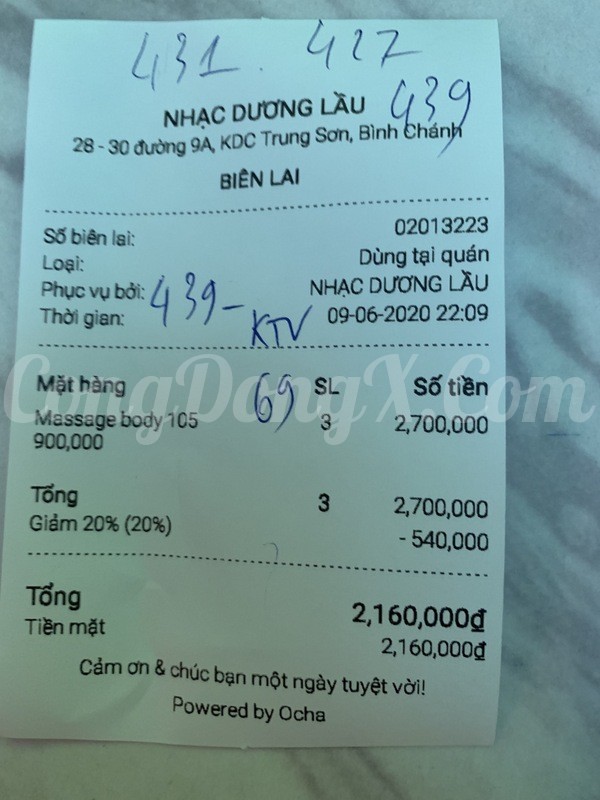 431. 427
439
NHẠC DƯƠNG LẦU
28 - 30 đường 9A, KDC Trung Sơn, Bình Chánh
BIÊN LAI
Số biên lai: 02013223
Loại: Dùng tại quán
Phục vụ bởi: NHẠC DƯƠNG LẦU
439-
Thời gian: 09-06-2020 22:09
KTV
69
CongDongX.Com
Mặt hàng SL Số tiền
Massage body 105 3 2,700,000
900,000
Tổng 3 2,700,000
Giảm 20% (20%) - 540,000
Tổng 2,160,000₫
Tiền mặt 2,160,000₫
Cảm ơn & chúc bạn một ngày tuyệt vời!
Powered by Ocha